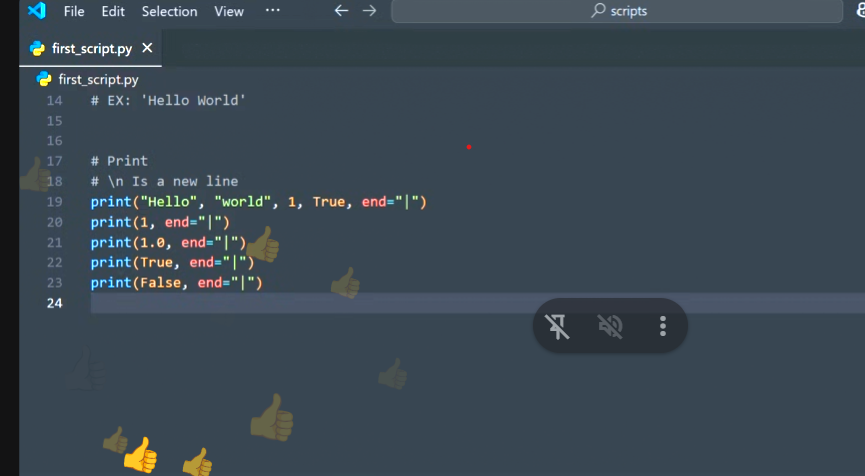 File Edit Selection View ··· scripts
first_script.py
first_script.py
14 # EX: 'Hello World'
15
16
17 # Print
18 # \n Is a new line
19 print("Hello", "world", 1, True, end="|")
20 print(1, end="|")
21 print(1.0, end="|")
22 print(True, end="|")
23 print(False, end="|")
24